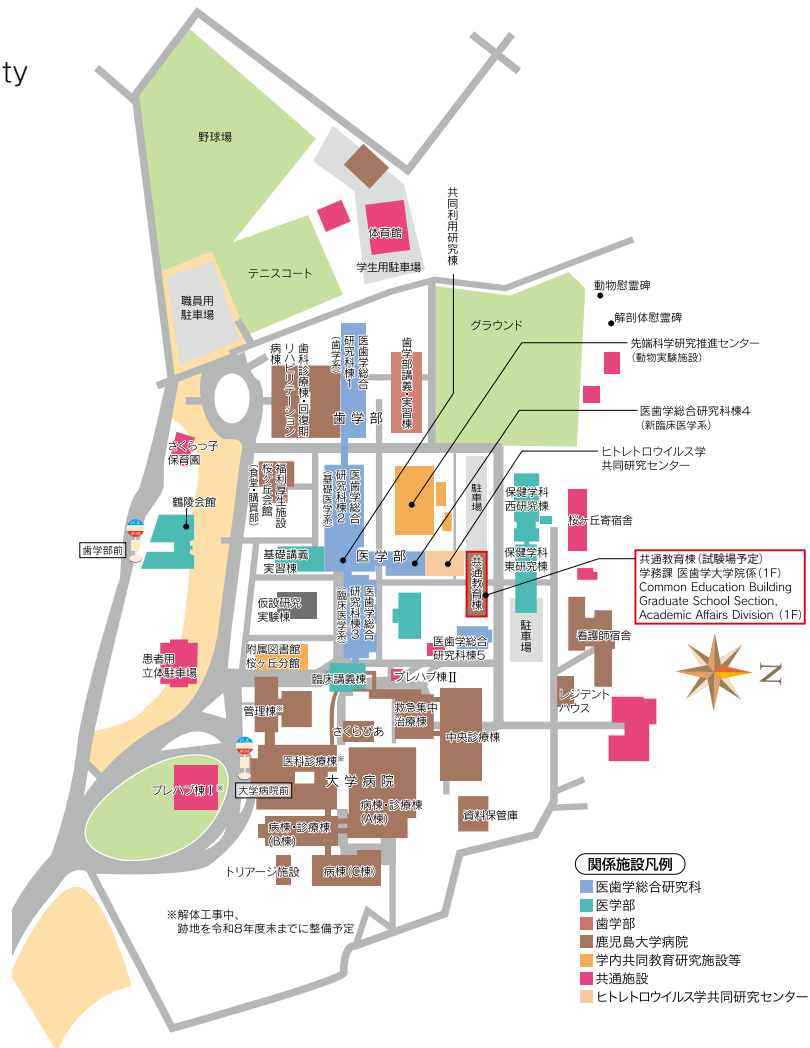 ty
野球場
体育館
学生用駐車場
テニスコート
職員用
駐車場
共同利用研究棟
グラウンド
動物慰霊碑
解剖体慰霊碑
先端科学研究推進センター
(動物実験施設)
医歯学総合研究科棟4
(新臨床医学系)
ヒトレトロウイルス学
共同研究センター
歯科診療棟・回復期
リハビリテーション
病棟
医歯学総合
研究科棟1
(歯学系)
歯学部講義・実習棟
歯学部
さくらっ子
保育園
鶴陵会館
歯学部前
福利厚生施設
桜ケ丘会館
(食堂・購買部)
医歯学総合
研究科棟2
(基礎医学系)
駐車場
保健学科
西研究棟
桜ケ丘寄宿舎
基礎講義
実習棟
医学部
共通教育棟
保健学科
東研究棟
共通教育棟(試験場予定)
学務課 医歯学大学院係(1F)
Common Education Building
Graduate School Section,
Academic Affairs Division (1F)
仮設研究
実験棟
医歯学総合
研究科棟3
(臨床医学系)
医歯学総合
研究科棟5
駐車場
看護師宿舎
患者用
立体駐車場
附属図書館
桜ケ丘分館
臨床講義棟
プレハブ棟Ⅱ
N
レジデント
ハウス
管理棟※
救急集中
治療棟
さくらぴあ
中央診療棟
医科診療棟※
大学病院
プレハブ棟Ⅰ※
大学病院前
病棟・診療棟
(A棟)
病棟・診療棟
(B棟)
資料保管庫
トリアージ施設
病棟(C棟)
※解体工事中、
跡地を令和8年度末までに整備予定
関係施設凡例
医歯学総合研究科
医学部
歯学部
鹿児島大学病院
学内共同教育研究施設等
共通施設
ヒトレトロウイルス学共同研究センター